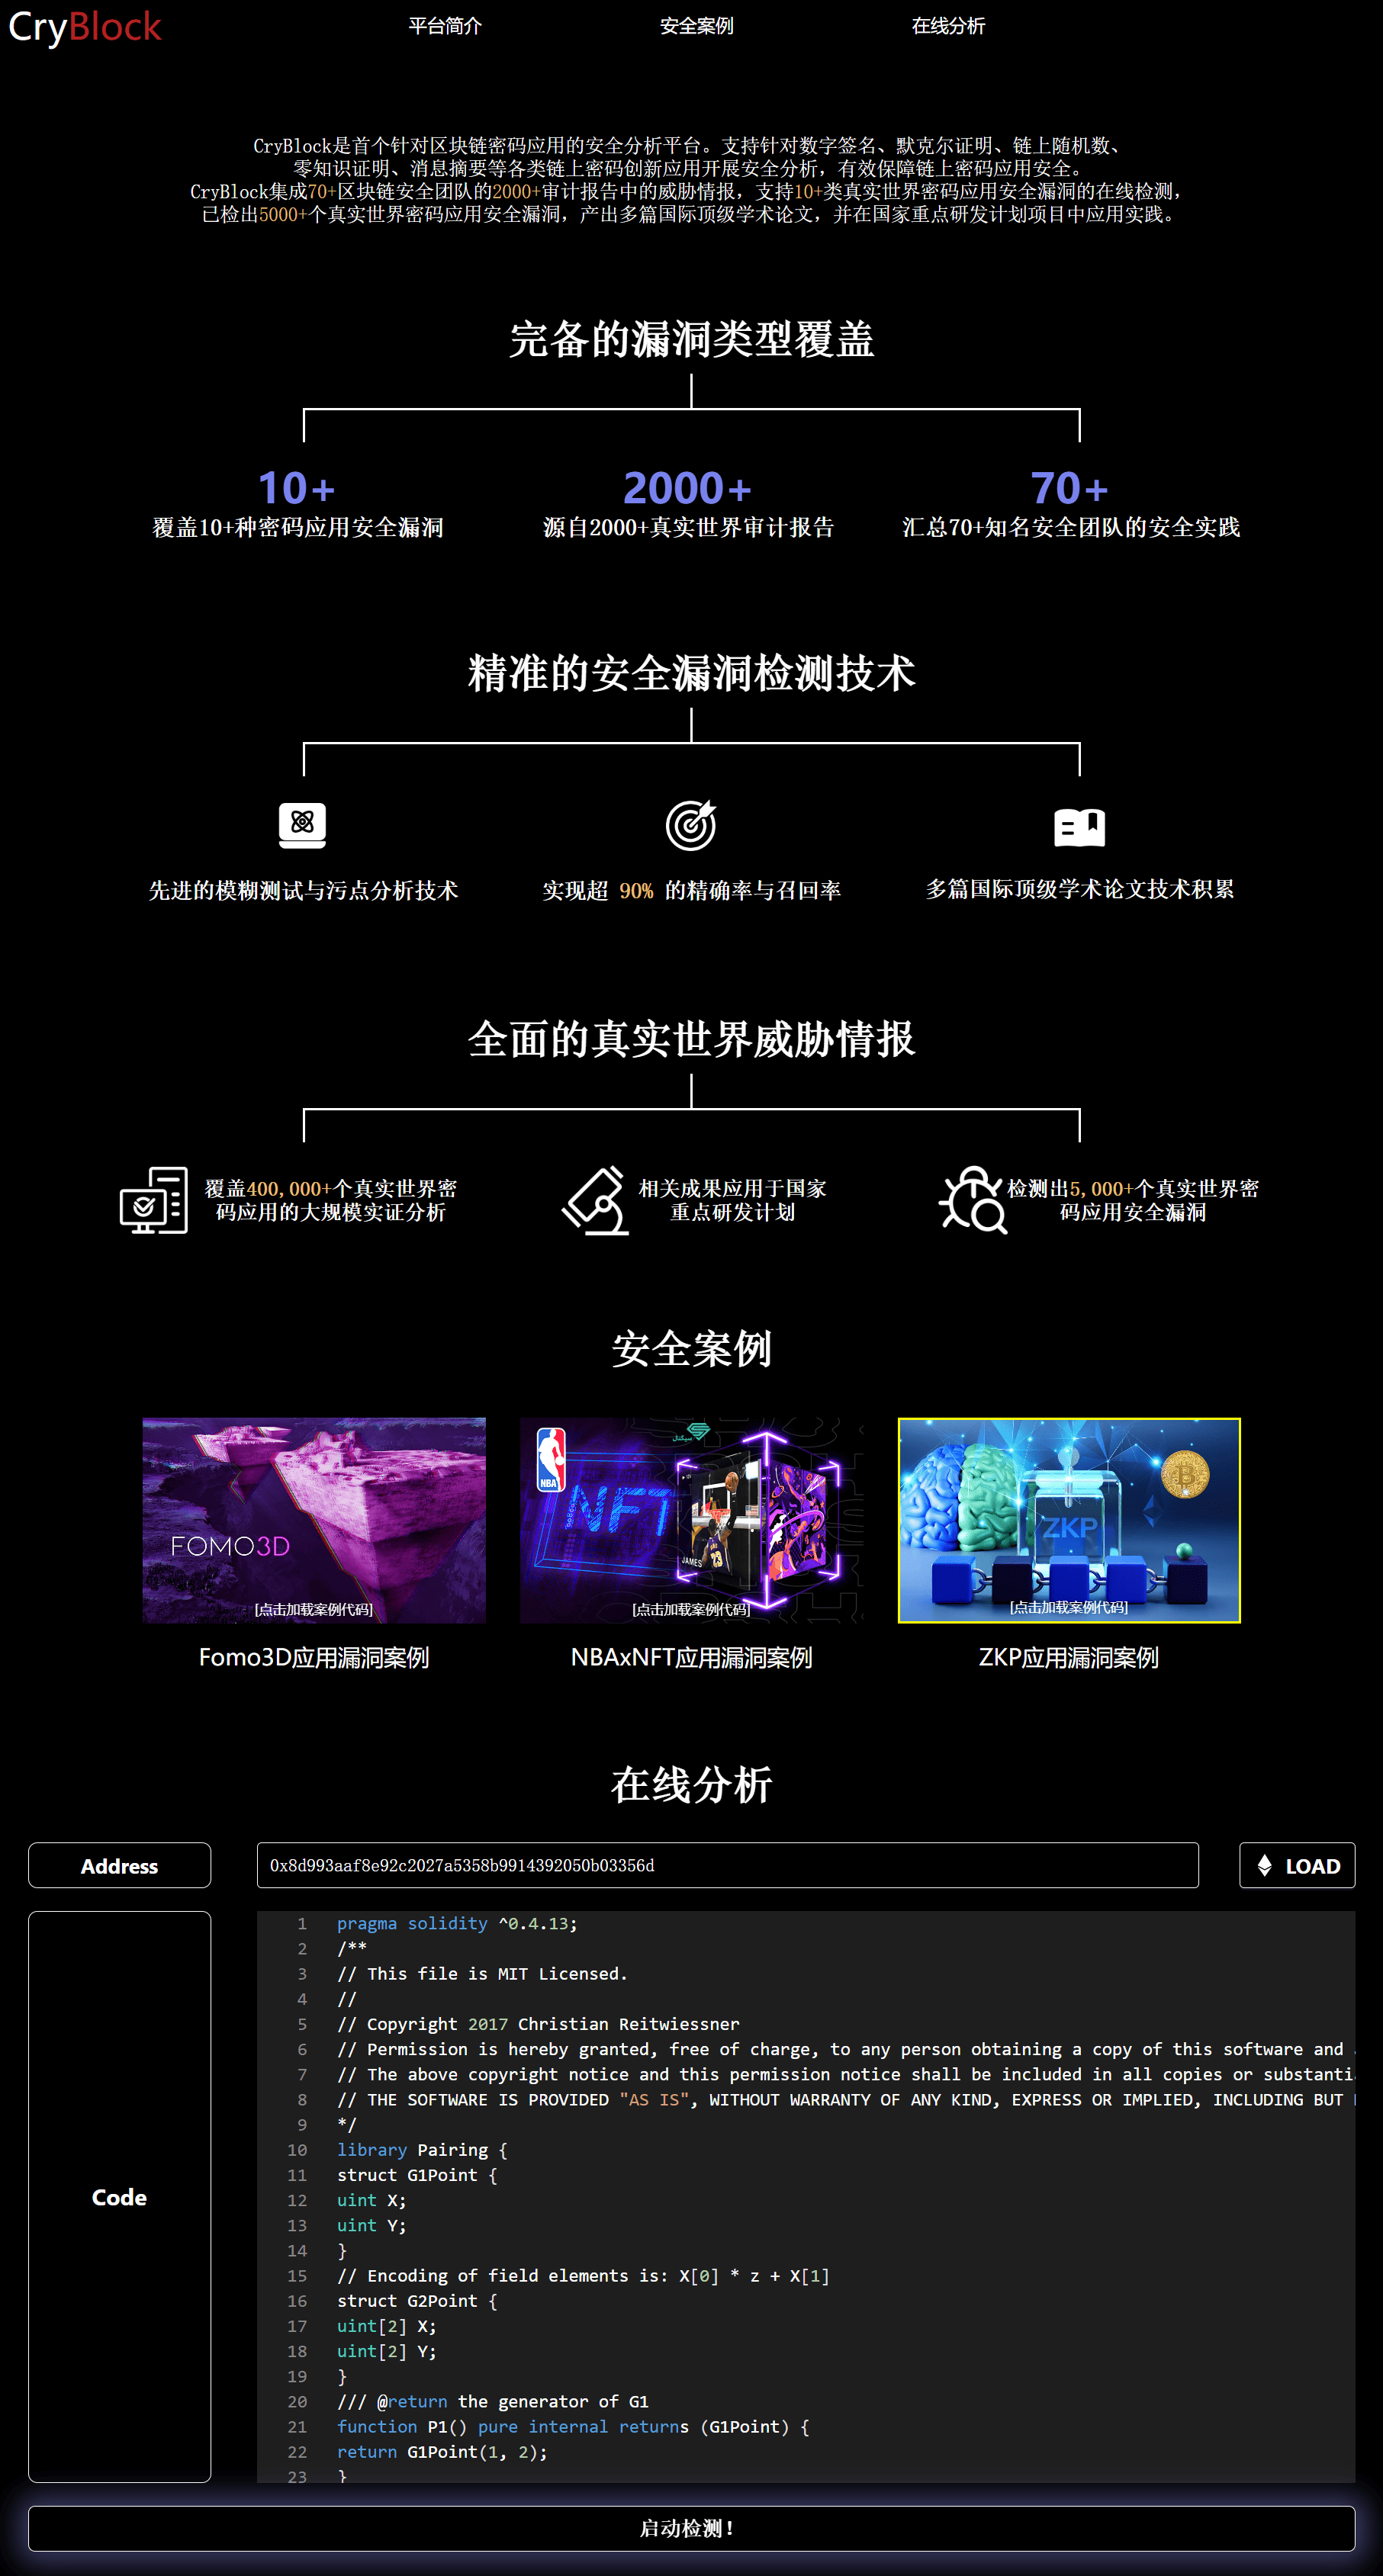 CryBlock
平台简介
安全案例
在线分析
CryBlock是首个针对区块链密码应用的安全分析平台。支持针对数字签名、默克尔证明、链上随机数、
零知识证明、消息摘要等各类链上密码创新应用开展安全分析，有效保障链上密码应用安全。
CryBlock集成70+区块链安全团队的2000+审计报告中的威胁情报，支持10+类真实世界密码应用安全漏洞的在线检测，
已检出5000+个真实世界密码应用安全漏洞，产出多篇国际顶级学术论文，并在国家重点研发计划项目中应用实践。
完备的漏洞类型覆盖
10+
2000+
70+
覆盖10+种密码应用安全漏洞
源自2000+真实世界审计报告
汇总70+知名安全团队的安全实践
精准的安全漏洞检测技术
先进的模糊测试与污点分析技术
实现超 90% 的精确率与召回率
多篇国际顶级学术论文技术积累
全面的真实世界威胁情报
覆盖400,000+个真实世界密
码应用的大规模实证分析
相关成果应用于国家
重点研发计划
检测出5,000+个真实世界密
码应用安全漏洞
安全案例
FOMO3D
[点击加载案例代码]
NBA
سیگنال
NFT
JAMES
23
[点击加载案例代码]
ZKP
[点击加载案例代码]
Fomo3D应用漏洞案例
NBAxNFT应用漏洞案例
ZKP应用漏洞案例
在线分析
Address
0x8d993aaf8e92c2027a5358b9914392050b03356d
LOAD
Code
1 pragma solidity ^0.4.13;
2 /**
3 // This file is MIT Licensed.
4 //
5 // Copyright 2017 Christian Reitwiessner
6 // Permission is hereby granted, free of charge, to any person obtaining a copy of this software and
7 // The above copyright notice and this permission notice shall be included in all copies or substanti
8 // THE SOFTWARE IS PROVIDED "AS IS", WITHOUT WARRANTY OF ANY KIND, EXPRESS OR IMPLIED, INCLUDING BUT
9 */
10 library Pairing {
11 struct G1Point {
12 uint X;
13 uint Y;
14 }
15 // Encoding of field elements is: X[0] * z + X[1]
16 struct G2Point {
17 uint[2] X;
18 uint[2] Y;
19 }
20 /// @return the generator of G1
21 function P1() pure internal returns (G1Point) {
22 return G1Point(1, 2);
23 }
启动检测！